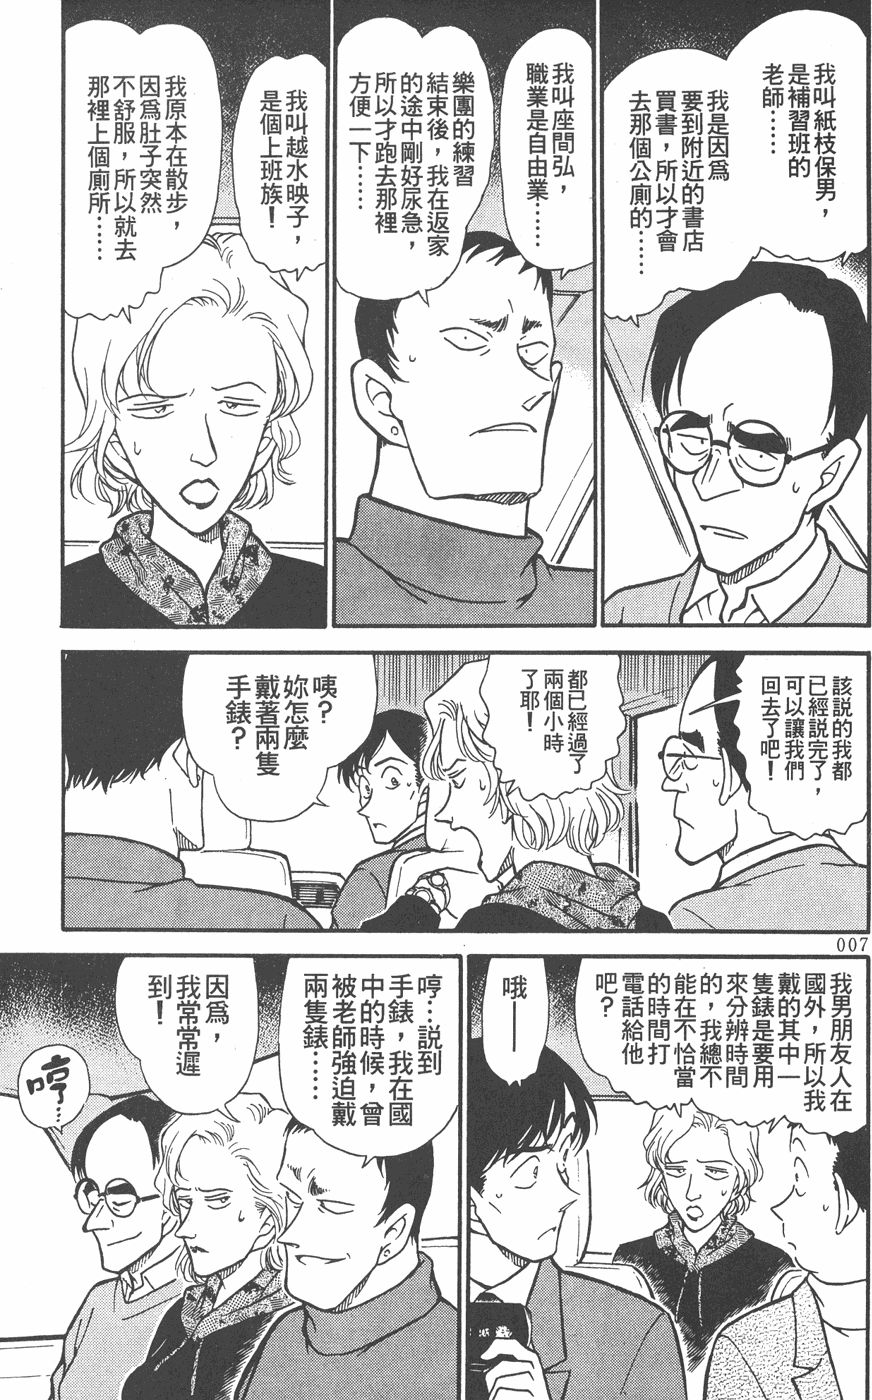 我叫紙枝保男，
是補習班的
老師……
我是因為
要到附近的書店
買書，所以才會
去那個公廁的……
我叫座間弘，
職業是自由業……
樂團的練習
結束後，我在返家
的途中剛好尿急，
所以才跑去那裡
方便一下……
我叫越水映子，
是個上班族！
我原本在散步，
因為肚子突然
不舒服，所以就去
那裡上個廁所……
該說的我都
已經說完了，
可以讓我們
回去了吧！
都已經過了
兩個小時
了耶！
咦？
妳怎麼
戴著兩隻
手錶？
007
我男朋友人在
國外，所以我
戴的其中一
隻錶是要用
來分辨時間
的，我總不
能在不恰當
的時間打
電話給他
吧？
哦——
哼…說到
手錶，我在國
中的時候，曾
被老師強迫戴
兩隻錶……
因為，
我常常遲
到！
哼…